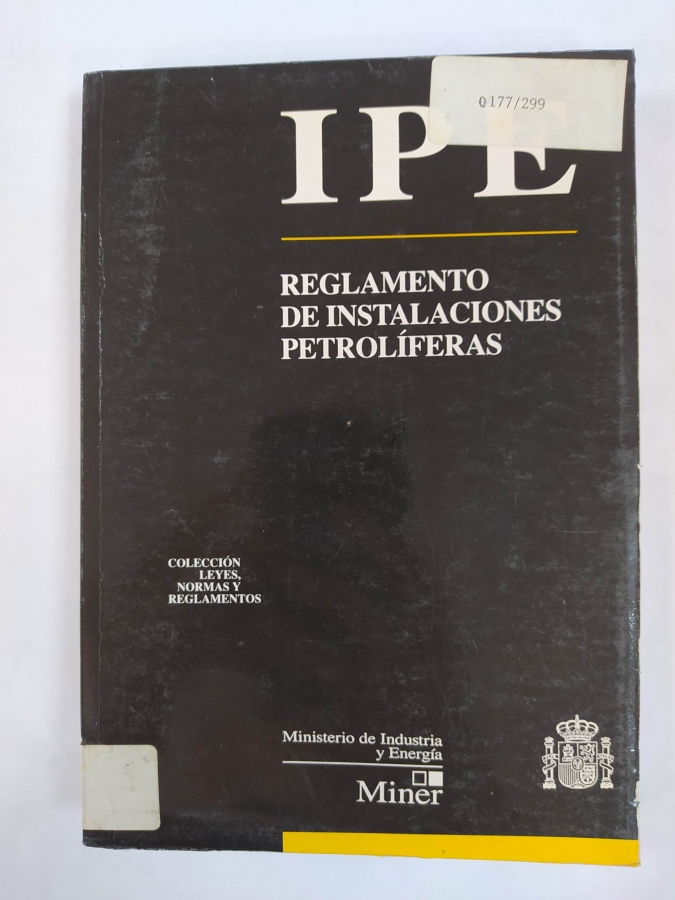 0177/299
IPE
REGLAMENTO
DE INSTALACIONES
PETROLÍFERAS
COLECCIÓN
LEYES,
NORMAS Y
REGLAMENTOS
Ministerio de Industria
y Energía
Miner